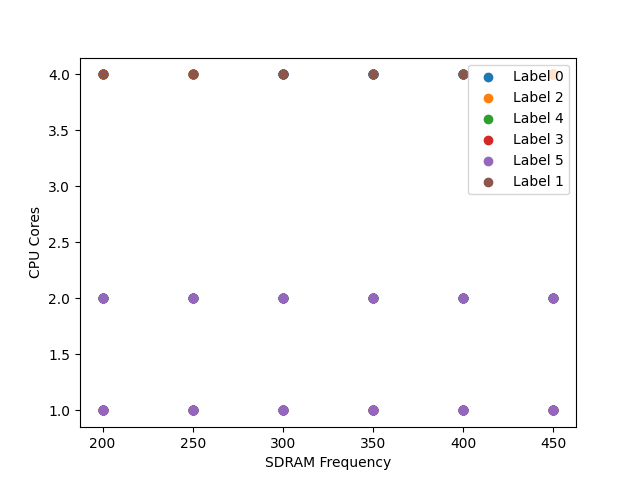 4.0
3.5
3.0
2.5
2.0
1.5
1.0
CPU Cores
200
250
300
350
400
450
SDRAM Frequency
Label 0
Label 2
Label 4
Label 3
Label 5
Label 1